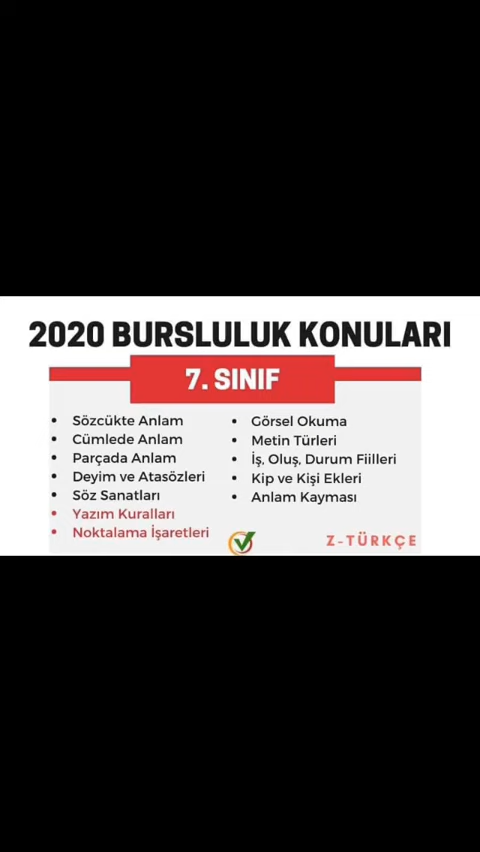 2020 BURSLULUK KONULARI
7. SINIF
Sözcükte Anlam
Cümlede Anlam
Parçada Anlam
Deyim ve Atasözleri
Söz Sanatları
Yazım Kuralları
Noktalama İşaretleri
Görsel Okuma
Metin Türleri
İş, Oluş, Durum Fiilleri
Kip ve Kişi Ekleri
Anlam Kayması
Z-TÜRKÇE